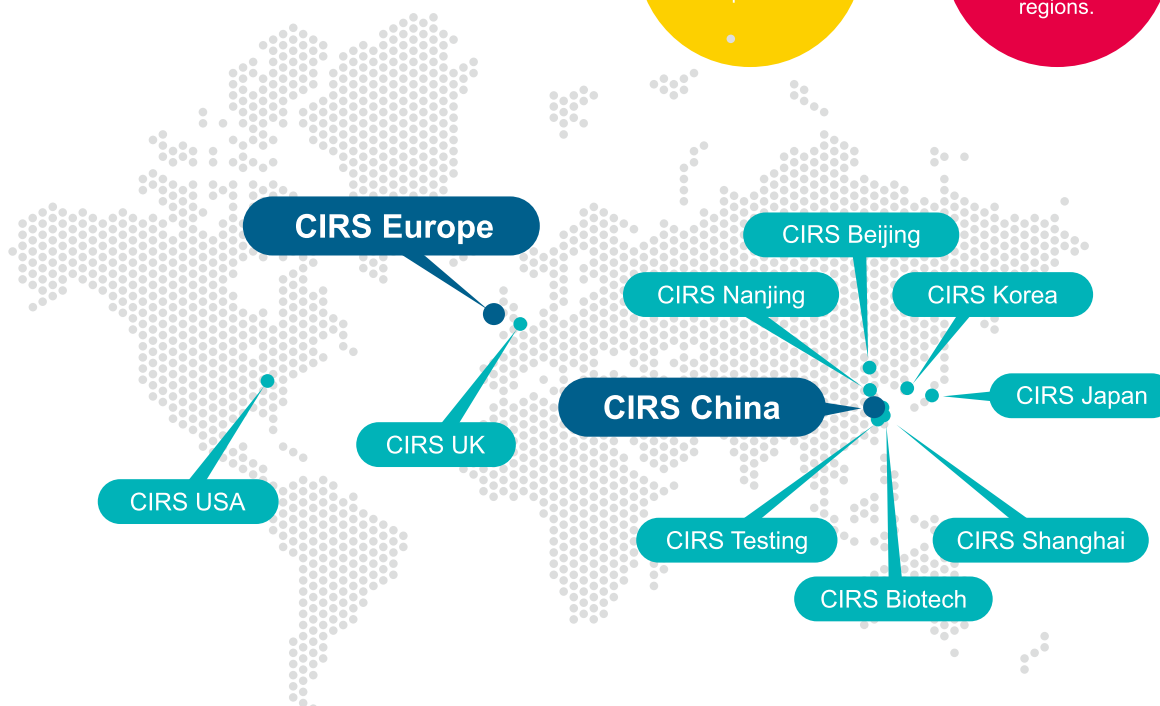 regions.
CIRS Europe
CIRS Beijing
CIRS Nanjing
CIRS Korea
CIRS China
CIRS Japan
CIRS UK
CIRS USA
CIRS Testing
CIRS Shanghai
CIRS Biotech